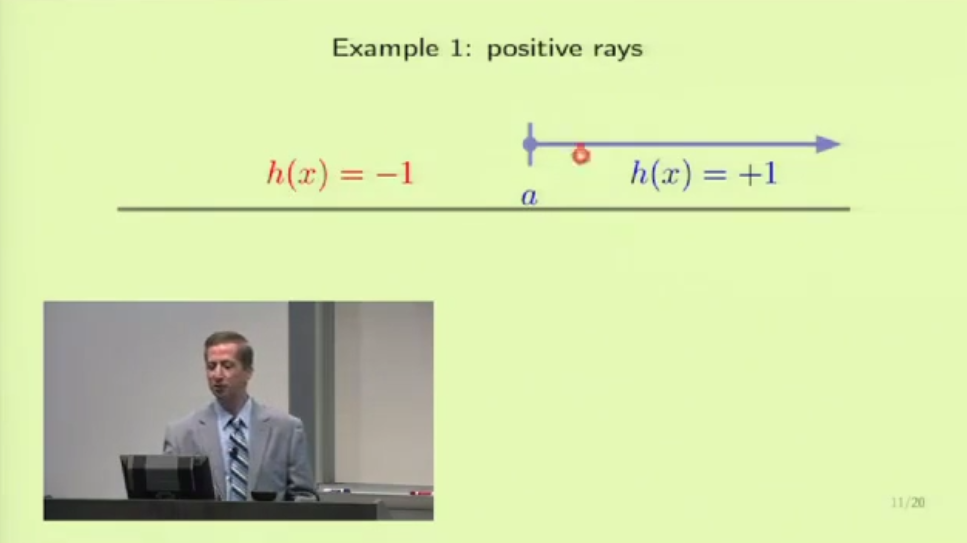 Example 1: positive rays
h(x) = −1
h(x) = +1
a
11/20